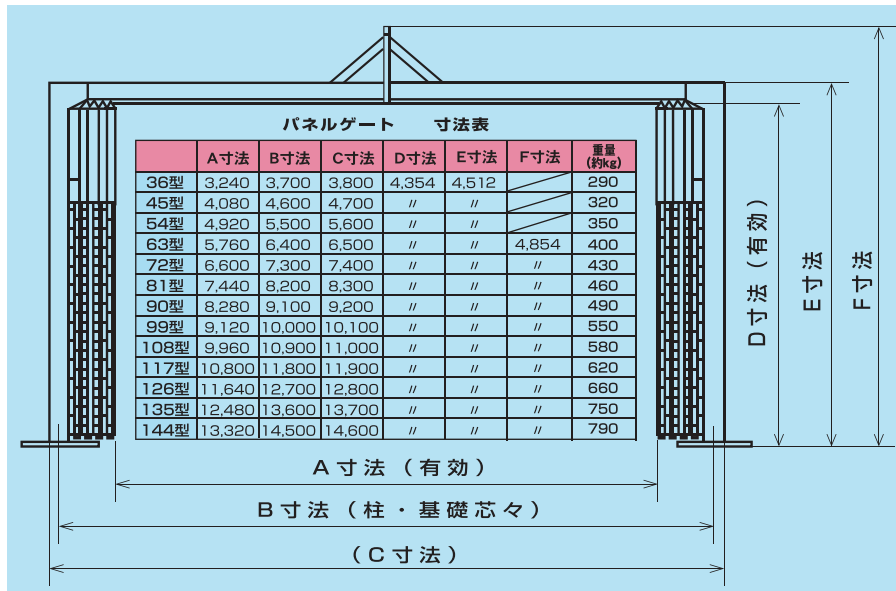 パネルゲート 寸法表
A寸法 B寸法 C寸法 D寸法 E寸法 F寸法 重量(約kg)
36型 3,240 3,700 3,800 4,354 4,512 290
45型 4,080 4,600 4,700 〃 〃 320
54型 4,920 5,500 5,600 〃 〃 350
63型 5,760 6,400 6,500 〃 〃 4,854 400
72型 6,600 7,300 7,400 〃 〃 〃 430
81型 7,440 8,200 8,300 〃 〃 〃 460
90型 8,280 9,100 9,200 〃 〃 〃 490
99型 9,120 10,000 10,100 〃 〃 〃 550
108型 9,960 10,900 11,000 〃 〃 〃 580
117型 10,800 11,800 11,900 〃 〃 〃 620
126型 11,640 12,700 12,800 〃 〃 〃 660
135型 12,480 13,600 13,700 〃 〃 〃 750
144型 13,320 14,500 14,600 〃 〃 〃 790
D寸法(有効)
E寸法
F寸法
A寸法(有効)
B寸法(柱・基礎芯々)
(C寸法)